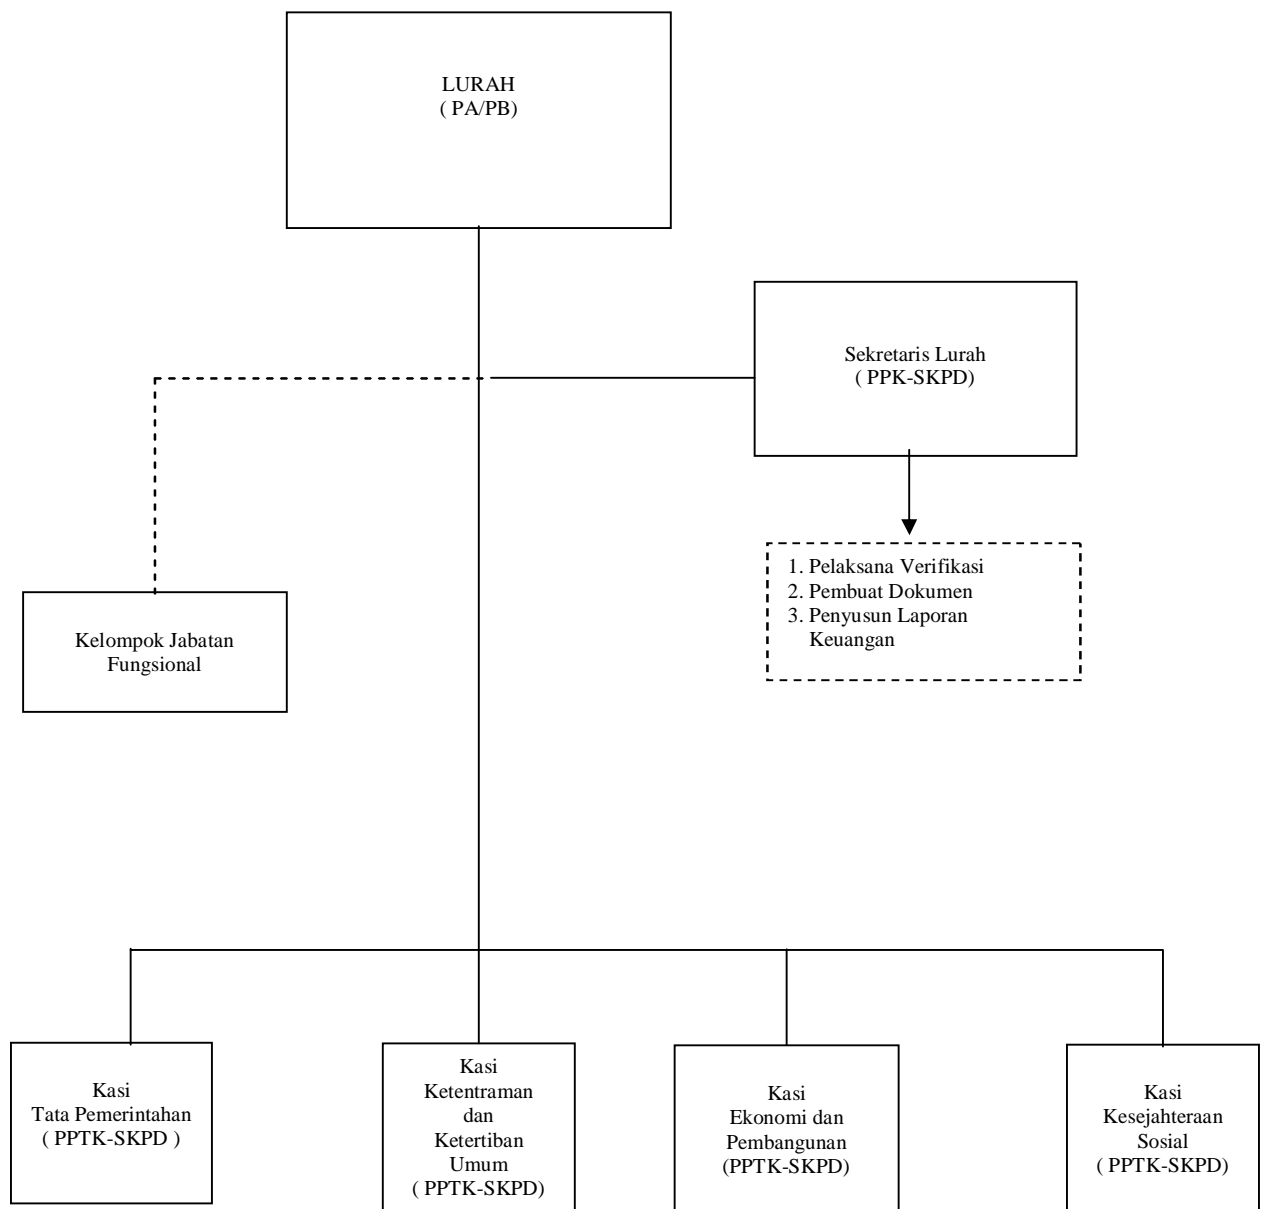 LURAH
( PA/PB)
Sekretaris Lurah
( PPK-SKPD)
1. Pelaksana Verifikasi
2. Pembuat Dokumen
3. Penyusun Laporan
Keuangan
Kelompok Jabatan
Fungsional
Kasi
Tata Pemerintahan
( PPTK-SKPD )
Kasi
Ketentraman
dan
Ketertiban
Umum
( PPTK-SKPD)
Kasi
Ekonomi dan
Pembangunan
(PPTK-SKPD)
Kasi
Kesejahteraan
Sosial
( PPTK-SKPD)